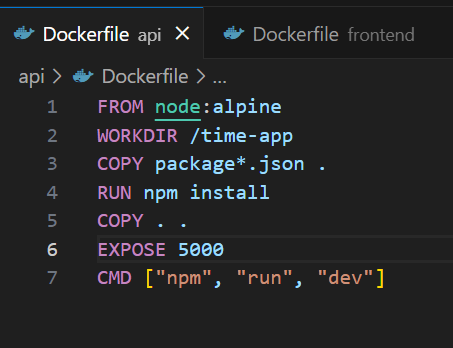 Dockerfile api Dockerfile frontend
api > Dockerfile > ...
1 FROM node:alpine
2 WORKDIR /time-app
3 COPY package*.json .
4 RUN npm install
5 COPY . .
6 EXPOSE 5000
7 CMD ["npm", "run", "dev"]